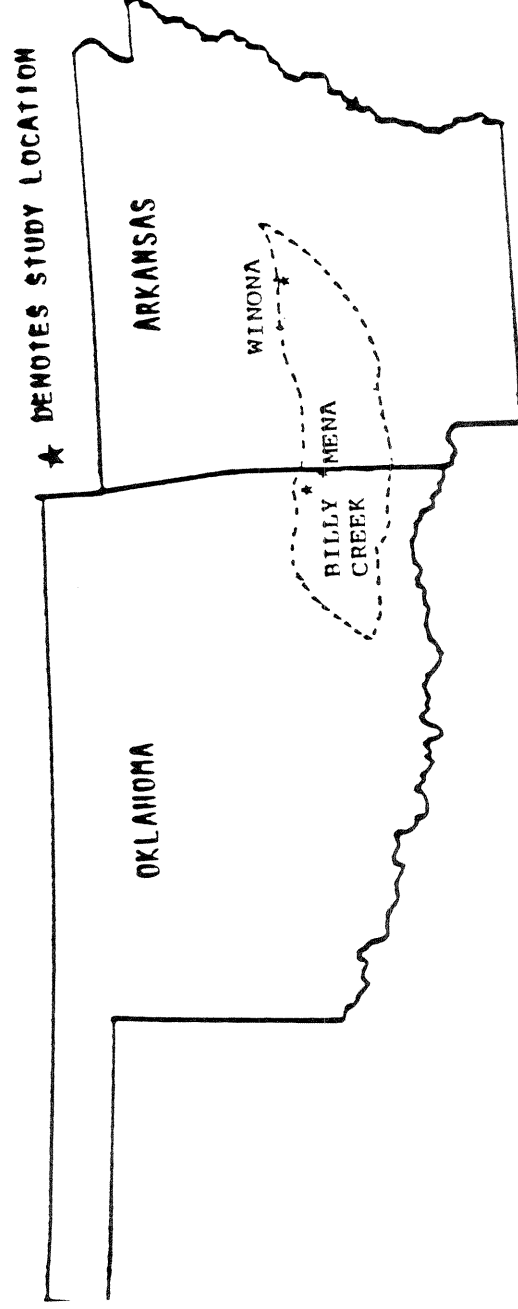 ★ DENOTES STUDY LOCATION
OKLAHOMA
ARKANSAS
WINONA
MENA
BILLY
CREEK